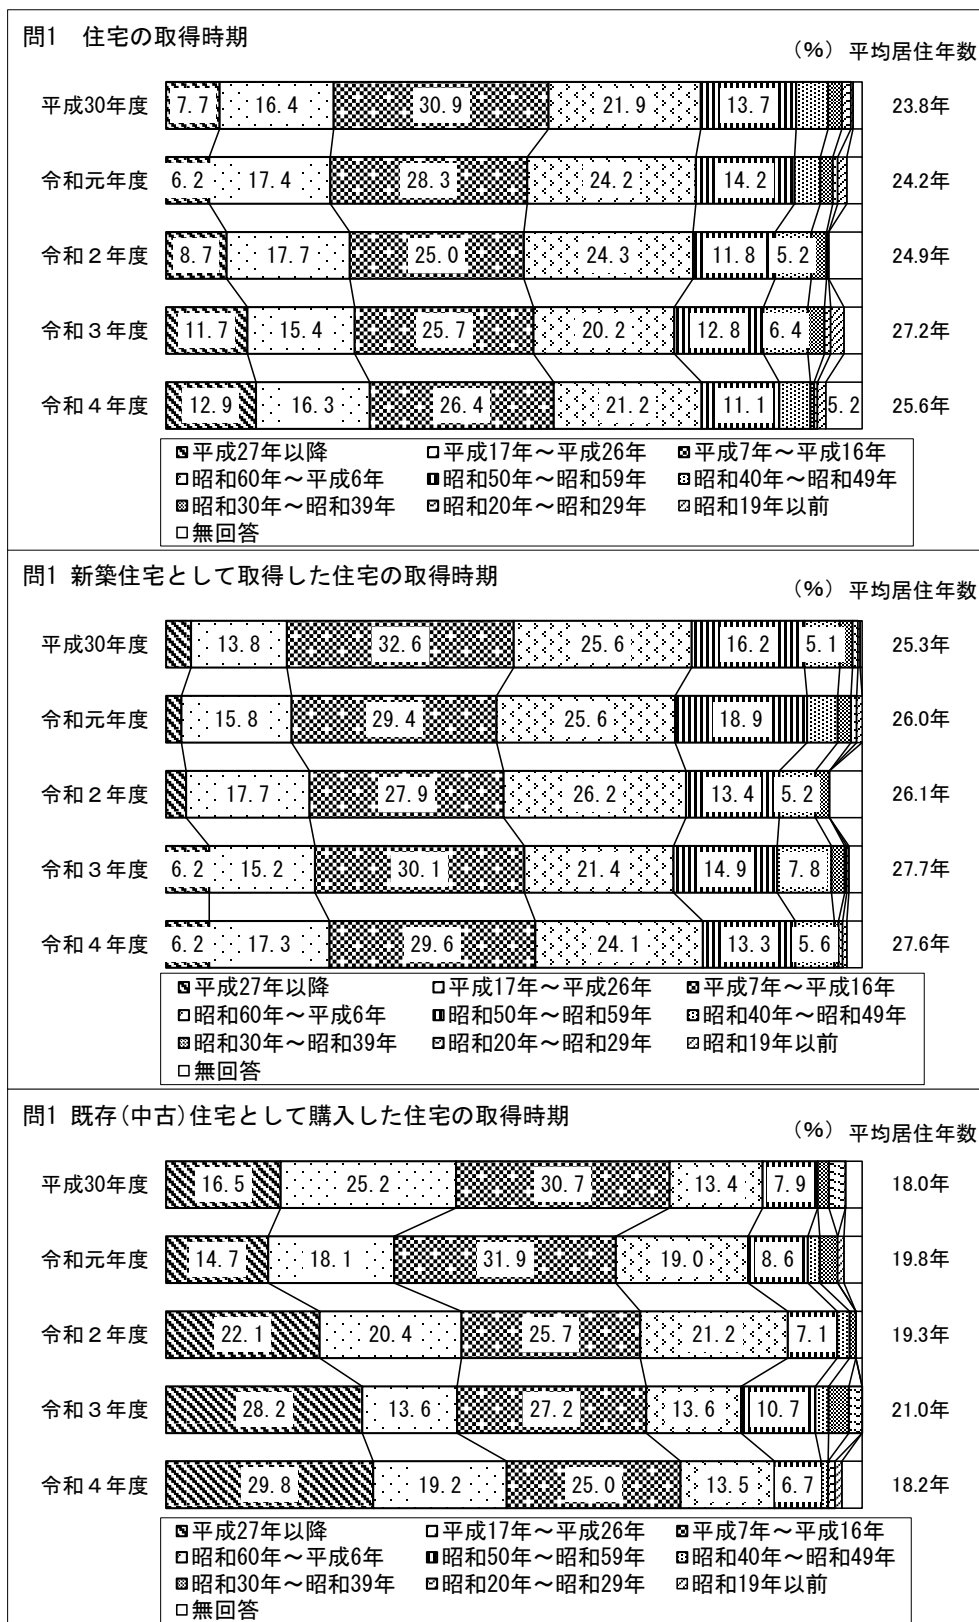 問1　住宅の取得時期
（%）平均居住年数
平成30年度 7.7 16.4 30.9 21.9 13.7 23.8年
令和元年度 6.2 17.4 28.3 24.2 14.2 24.2年
令和２年度 8.7 17.7 25.0 24.3 11.8 5.2 24.9年
令和３年度 11.7 15.4 25.7 20.2 12.8 6.4 27.2年
令和４年度 12.9 16.3 26.4 21.2 11.1 5.2 25.6年
平成27年以降 平成17年～平成26年 平成7年～平成16年
昭和60年～平成6年 昭和50年～昭和59年 昭和40年～昭和49年
昭和30年～昭和39年 昭和20年～昭和29年 昭和19年以前
無回答
問1 新築住宅として取得した住宅の取得時期
（%）平均居住年数
平成30年度 13.8 32.6 25.6 16.2 5.1 25.3年
令和元年度 15.8 29.4 25.6 18.9 26.0年
令和２年度 17.7 27.9 26.2 13.4 5.2 26.1年
令和３年度 6.2 15.2 30.1 21.4 14.9 7.8 27.7年
令和４年度 6.2 17.3 29.6 24.1 13.3 5.6 27.6年
平成27年以降 平成17年～平成26年 平成7年～平成16年
昭和60年～平成6年 昭和50年～昭和59年 昭和40年～昭和49年
昭和30年～昭和39年 昭和20年～昭和29年 昭和19年以前
無回答
問1 既存(中古)住宅として購入した住宅の取得時期
（%）平均居住年数
平成30年度 16.5 25.2 30.7 13.4 7.9 18.0年
令和元年度 14.7 18.1 31.9 19.0 8.6 19.8年
令和２年度 22.1 20.4 25.7 21.2 7.1 19.3年
令和３年度 28.2 13.6 27.2 13.6 10.7 21.0年
令和４年度 29.8 19.2 25.0 13.5 6.7 18.2年
平成27年以降 平成17年～平成26年 平成7年～平成16年
昭和60年～平成6年 昭和50年～昭和59年 昭和40年～昭和49年
昭和30年～昭和39年 昭和20年～昭和29年 昭和19年以前
無回答